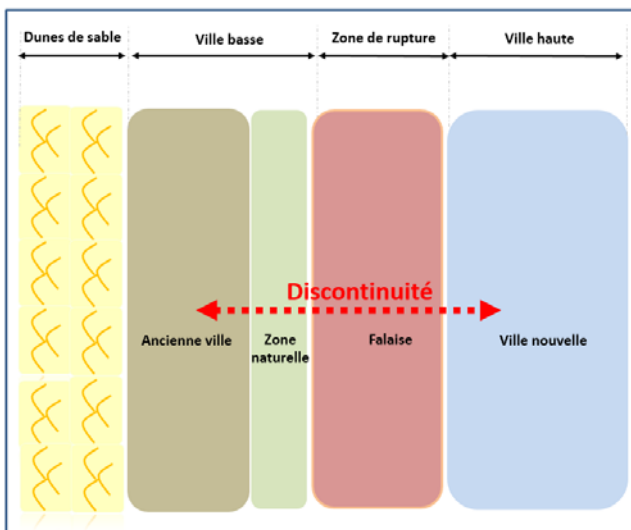 Dunes de sable
Ville basse
Zone de rupture
Ville haute
Discontinuité
Ancienne ville
Zone
naturelle
Falaise
Ville nouvelle